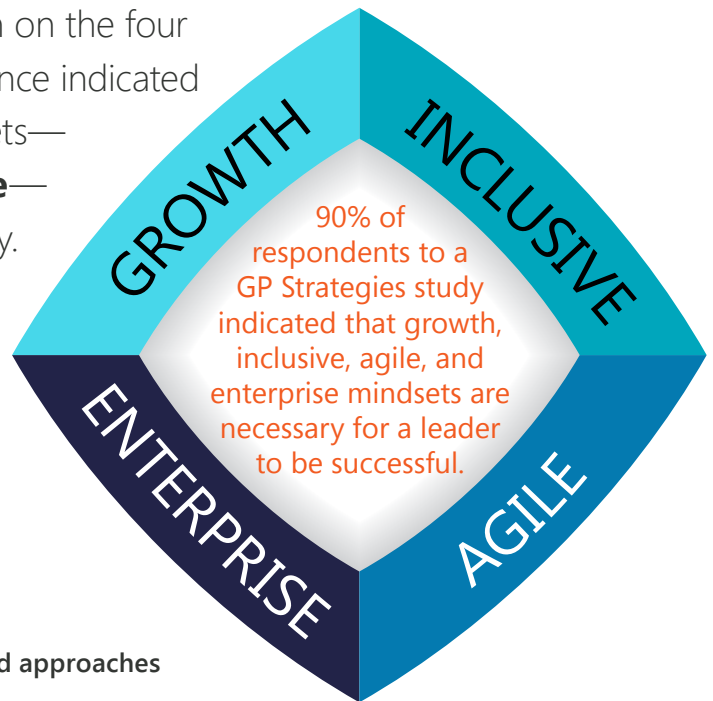 on the four
nce indicated
ets—
e—
y.
GROWTH
INCLUSIVE
90% of
respondents to a
GP Strategies study
indicated that growth,
inclusive, agile, and
enterprise mindsets are
necessary for a leader
to be successful.
ENTERPRISE
AGILE
d approaches